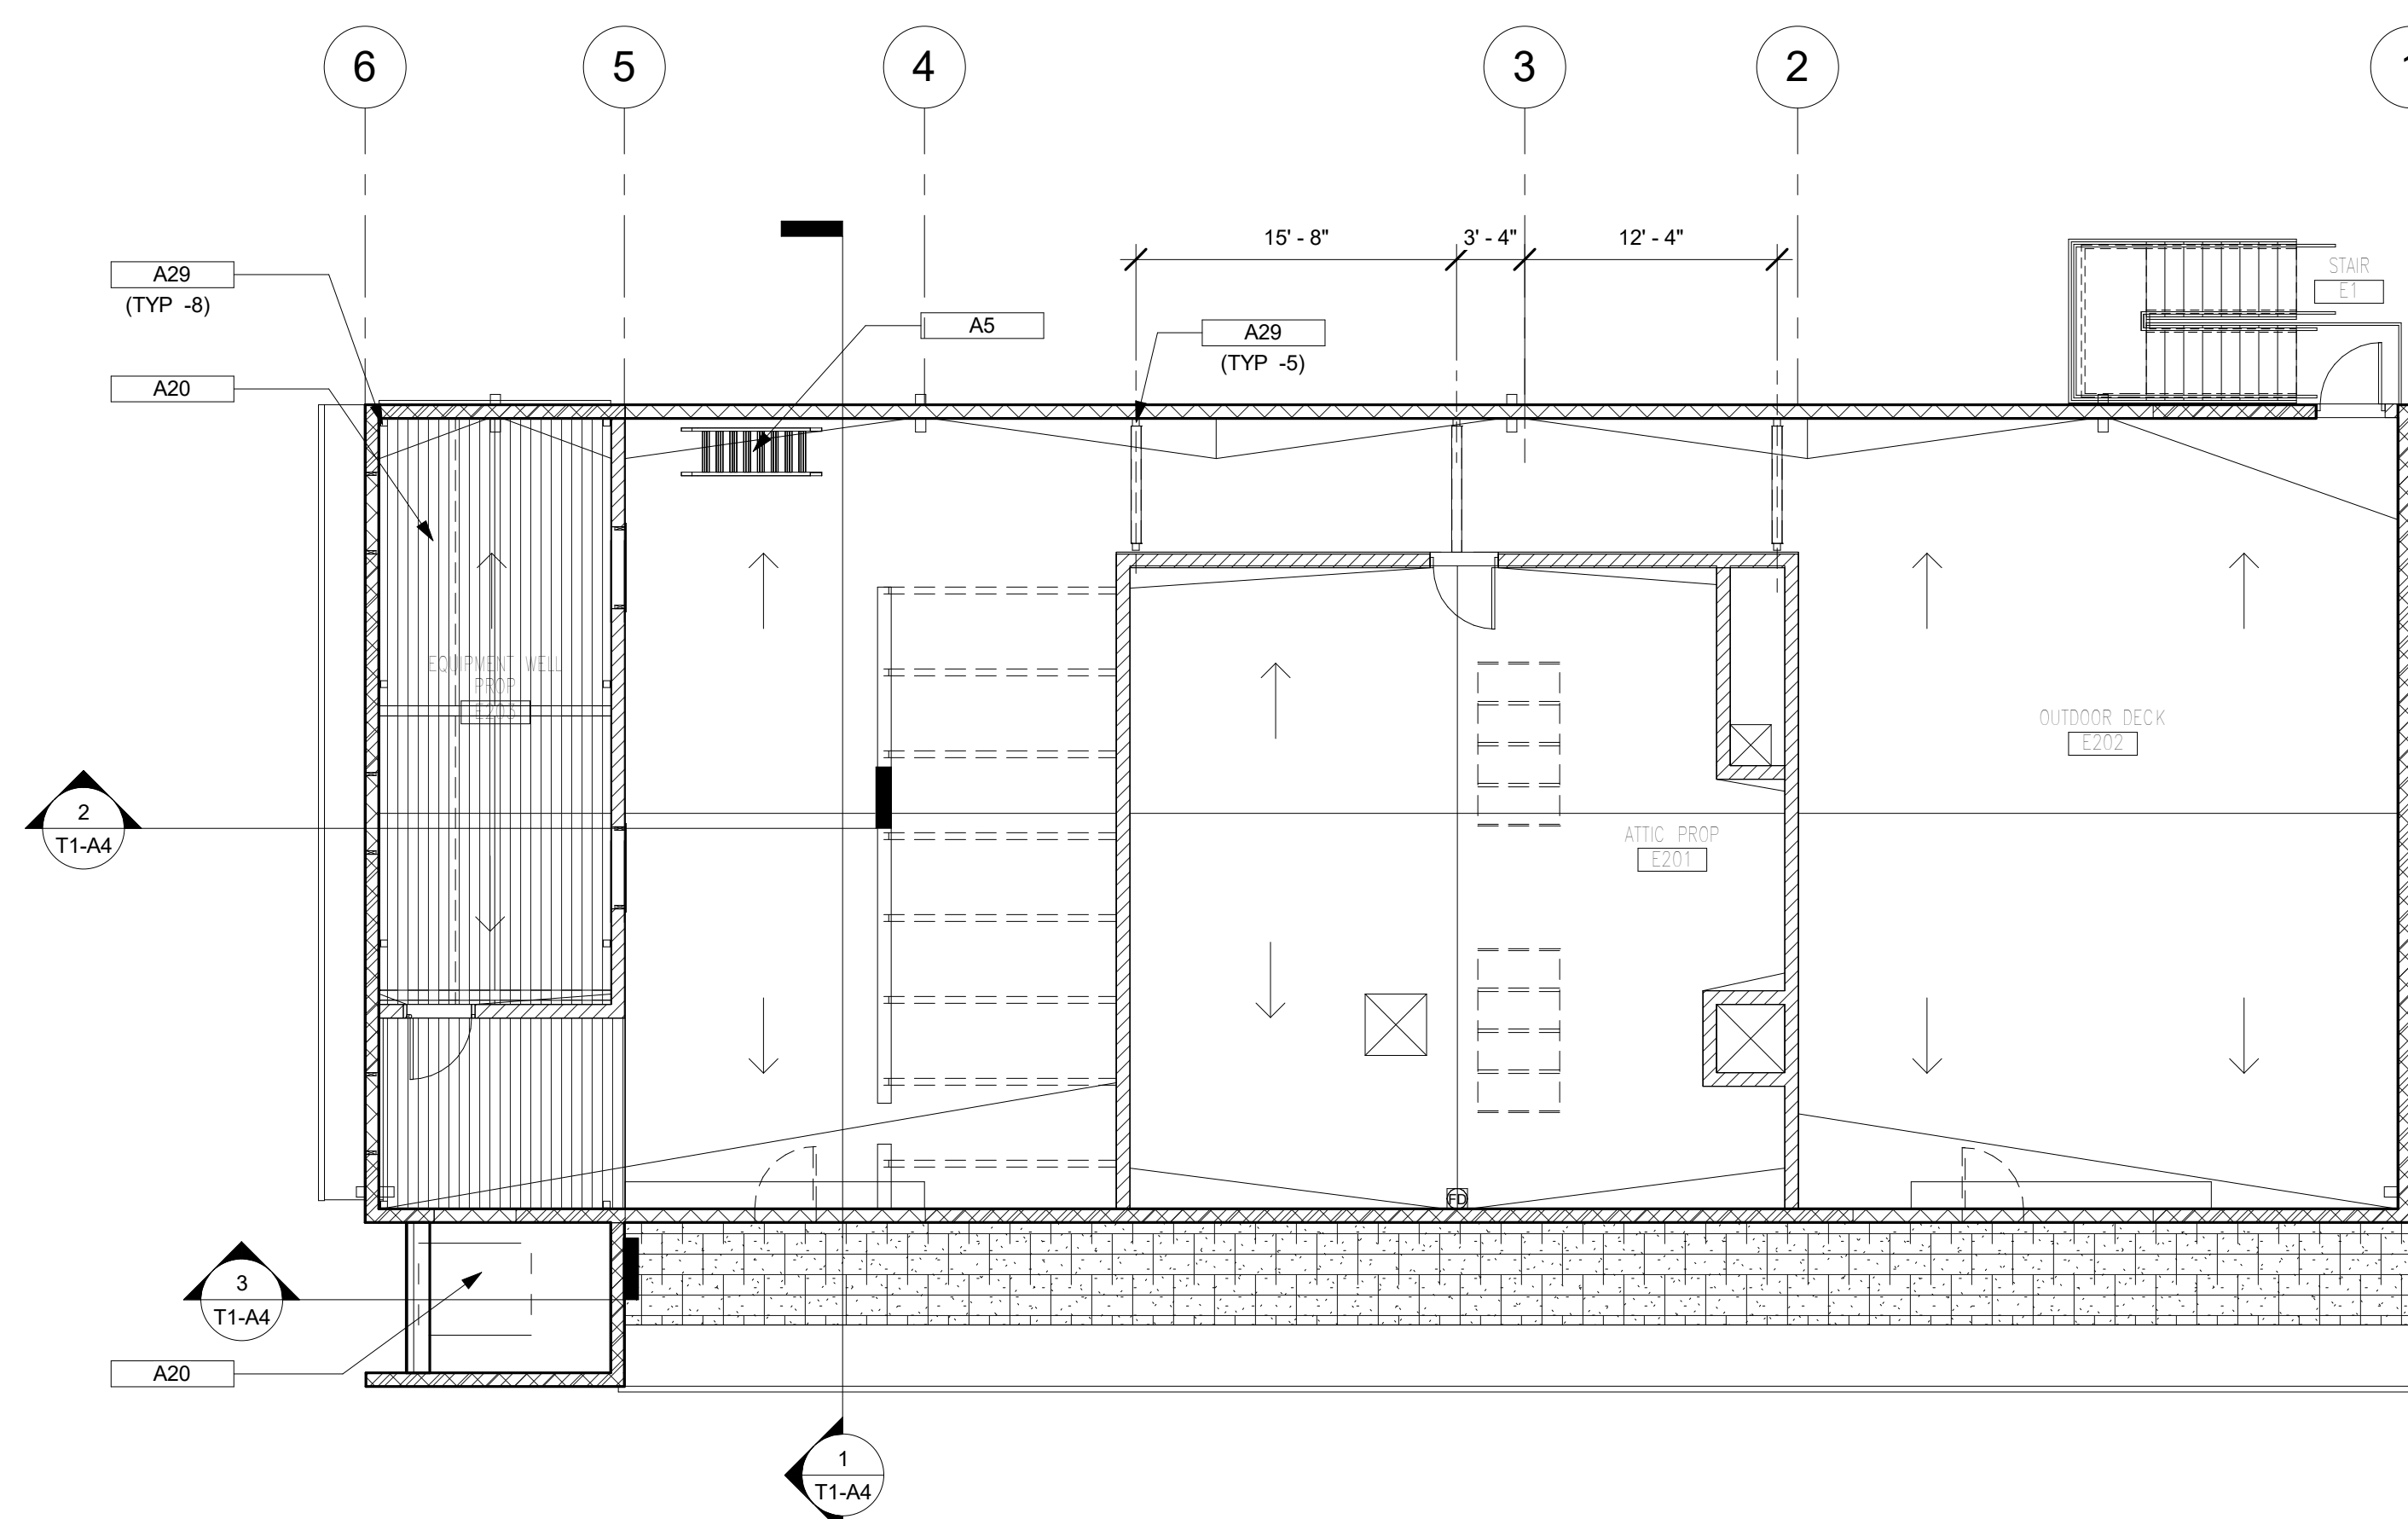 6
5
4
3
2
1
15' - 8"
3' - 4"
12' - 4"
STAIR
E1
A29
(TYP -8)
A5
A29
(TYP -5)
A20
EQUIPMENT WELL
PROP
E203
OUTDOOR DECK
E202
2
T1-A4
ATTIC PROP
E201
FD
3
T1-A4
A20
1
T1-A4